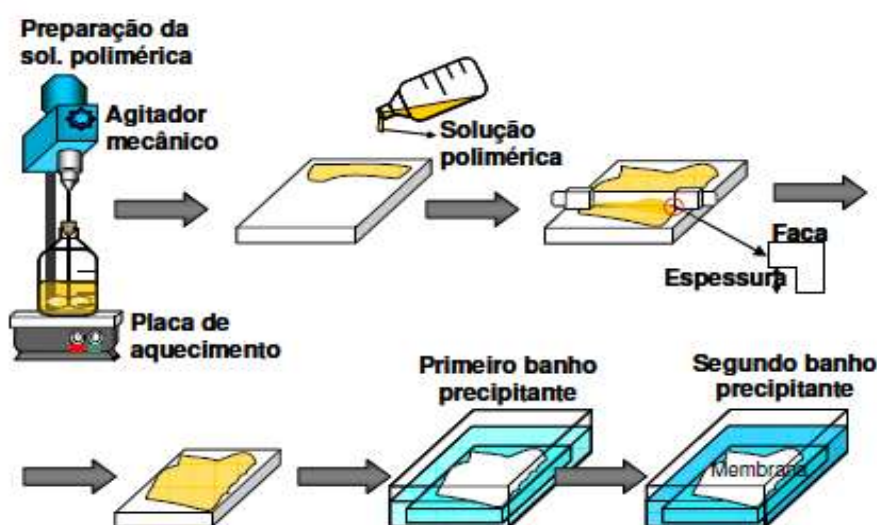 Preparação da
sol. polimérica
Agitador
mecânico
Solução
polimérica
Faca
Espessura
Placa de
aquecimento
Primeiro banho
precipitante
Segundo banho
precipitante
Membrana